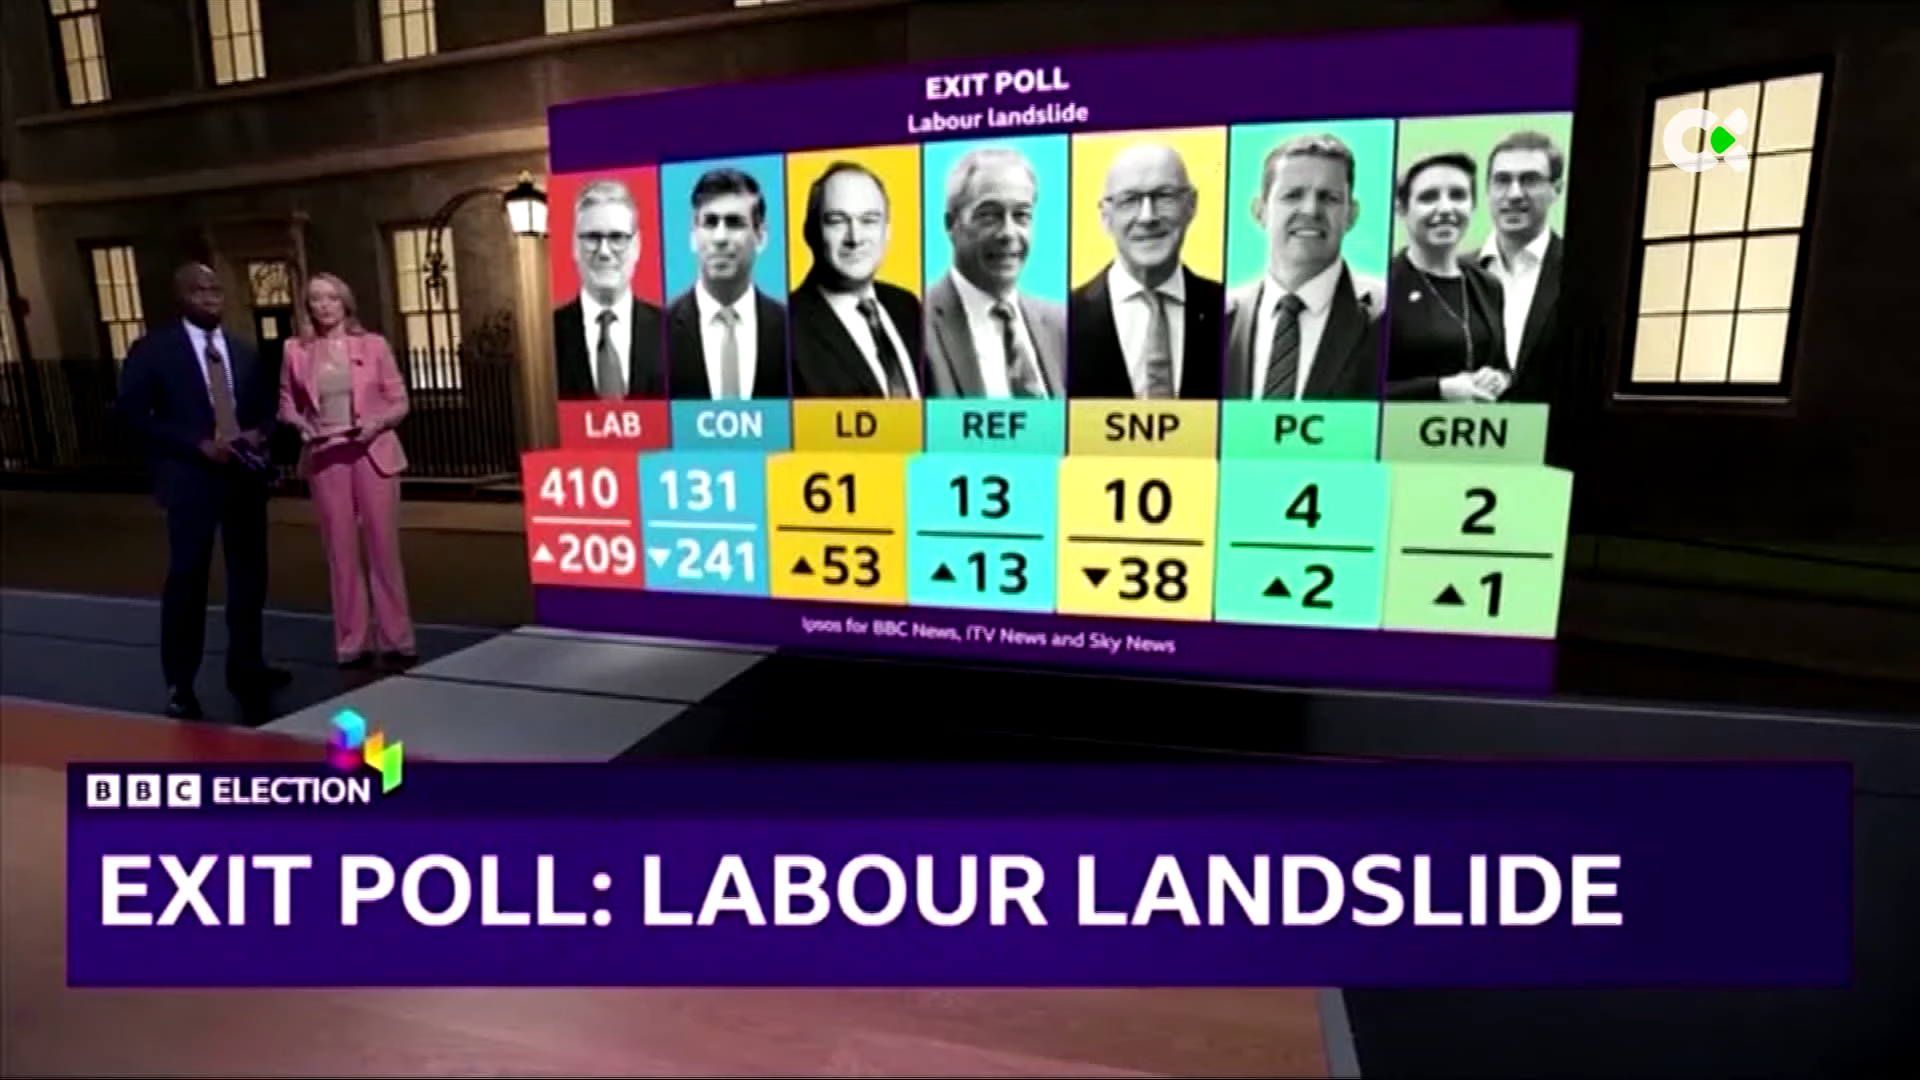 EXIT POLL
Labour landslide
LAB CON LD REF SNP PC GRN
410 131 61 13 10 4 2
▲209 ▼241 ▲53 ▲13 ▼38 ▲2 ▲1
Ipsos for BBC News, ITV News and Sky News
BBC ELECTION
EXIT POLL: LABOUR LANDSLIDE